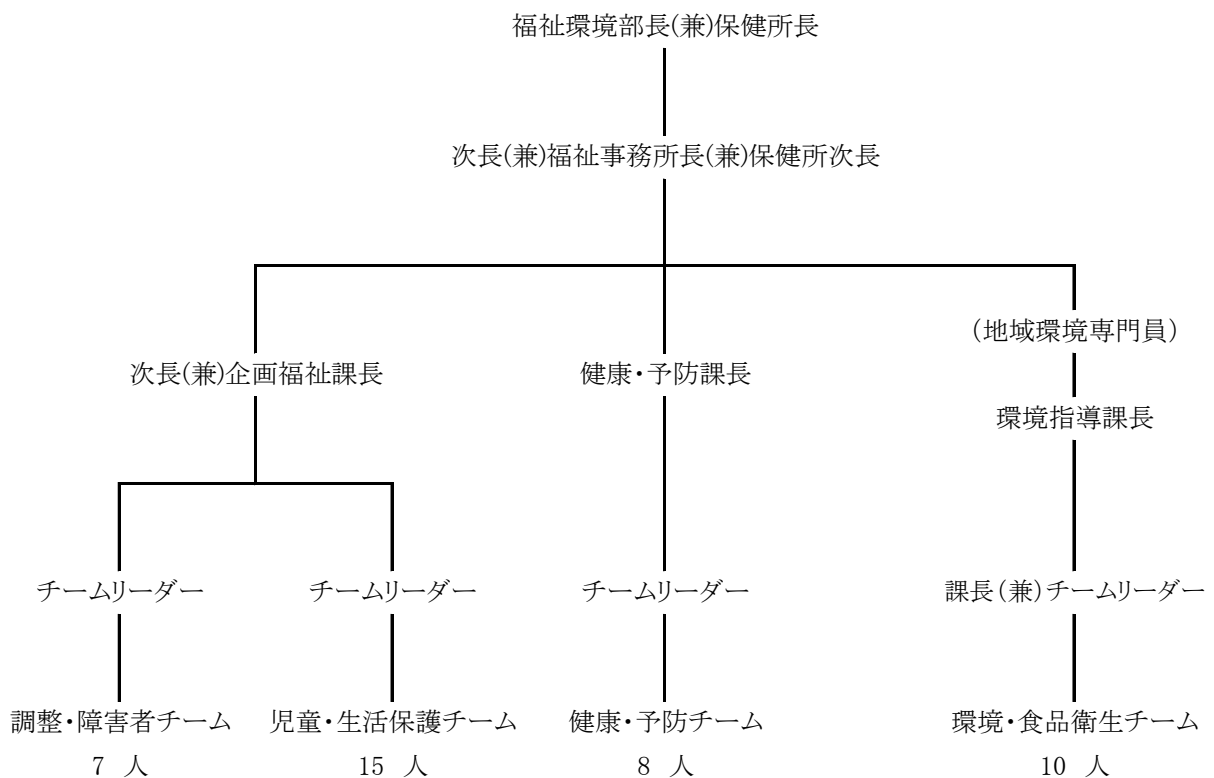 福祉環境部長(兼)保健所長
次長(兼)福祉事務所長(兼)保健所次長
(地域環境専門員)
次長(兼)企画福祉課長
健康・予防課長
環境指導課長
チームリーダー
チームリーダー
チームリーダー
課長(兼)チームリーダー
調整・障害者チーム
児童・生活保護チーム
健康・予防チーム
環境・食品衛生チーム
7 人
15 人
8 人
10 人